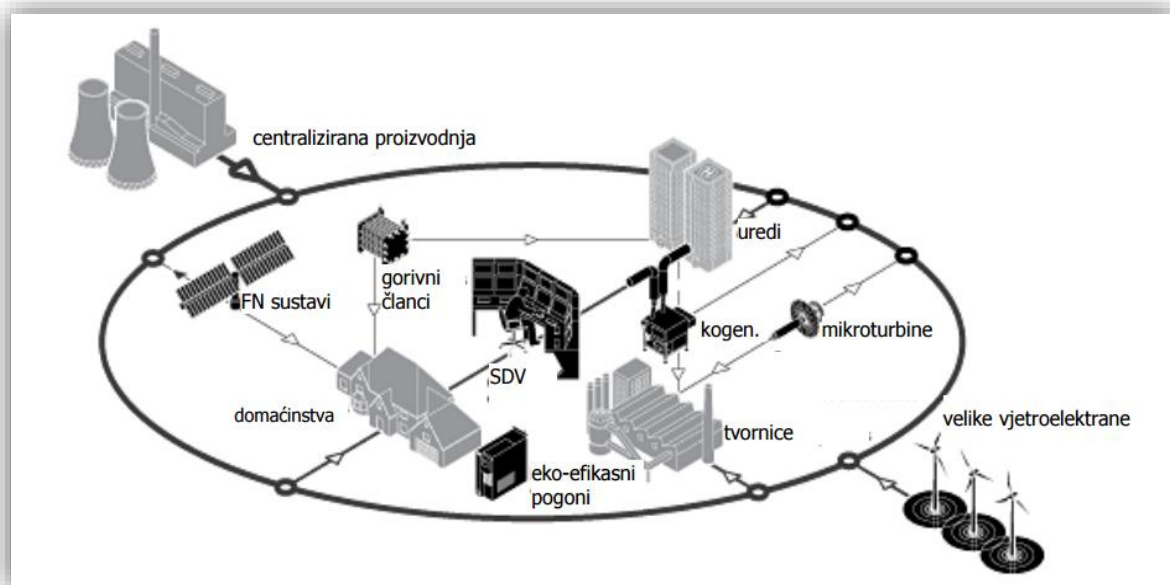 centralizirana proizvodnja
uredi
gorivni
članci
FN sustavi
kogen.
mikroturbine
SDV
domaćinstva
velike vjetroelektrane
tvornice
eko-efikasni
pogoni